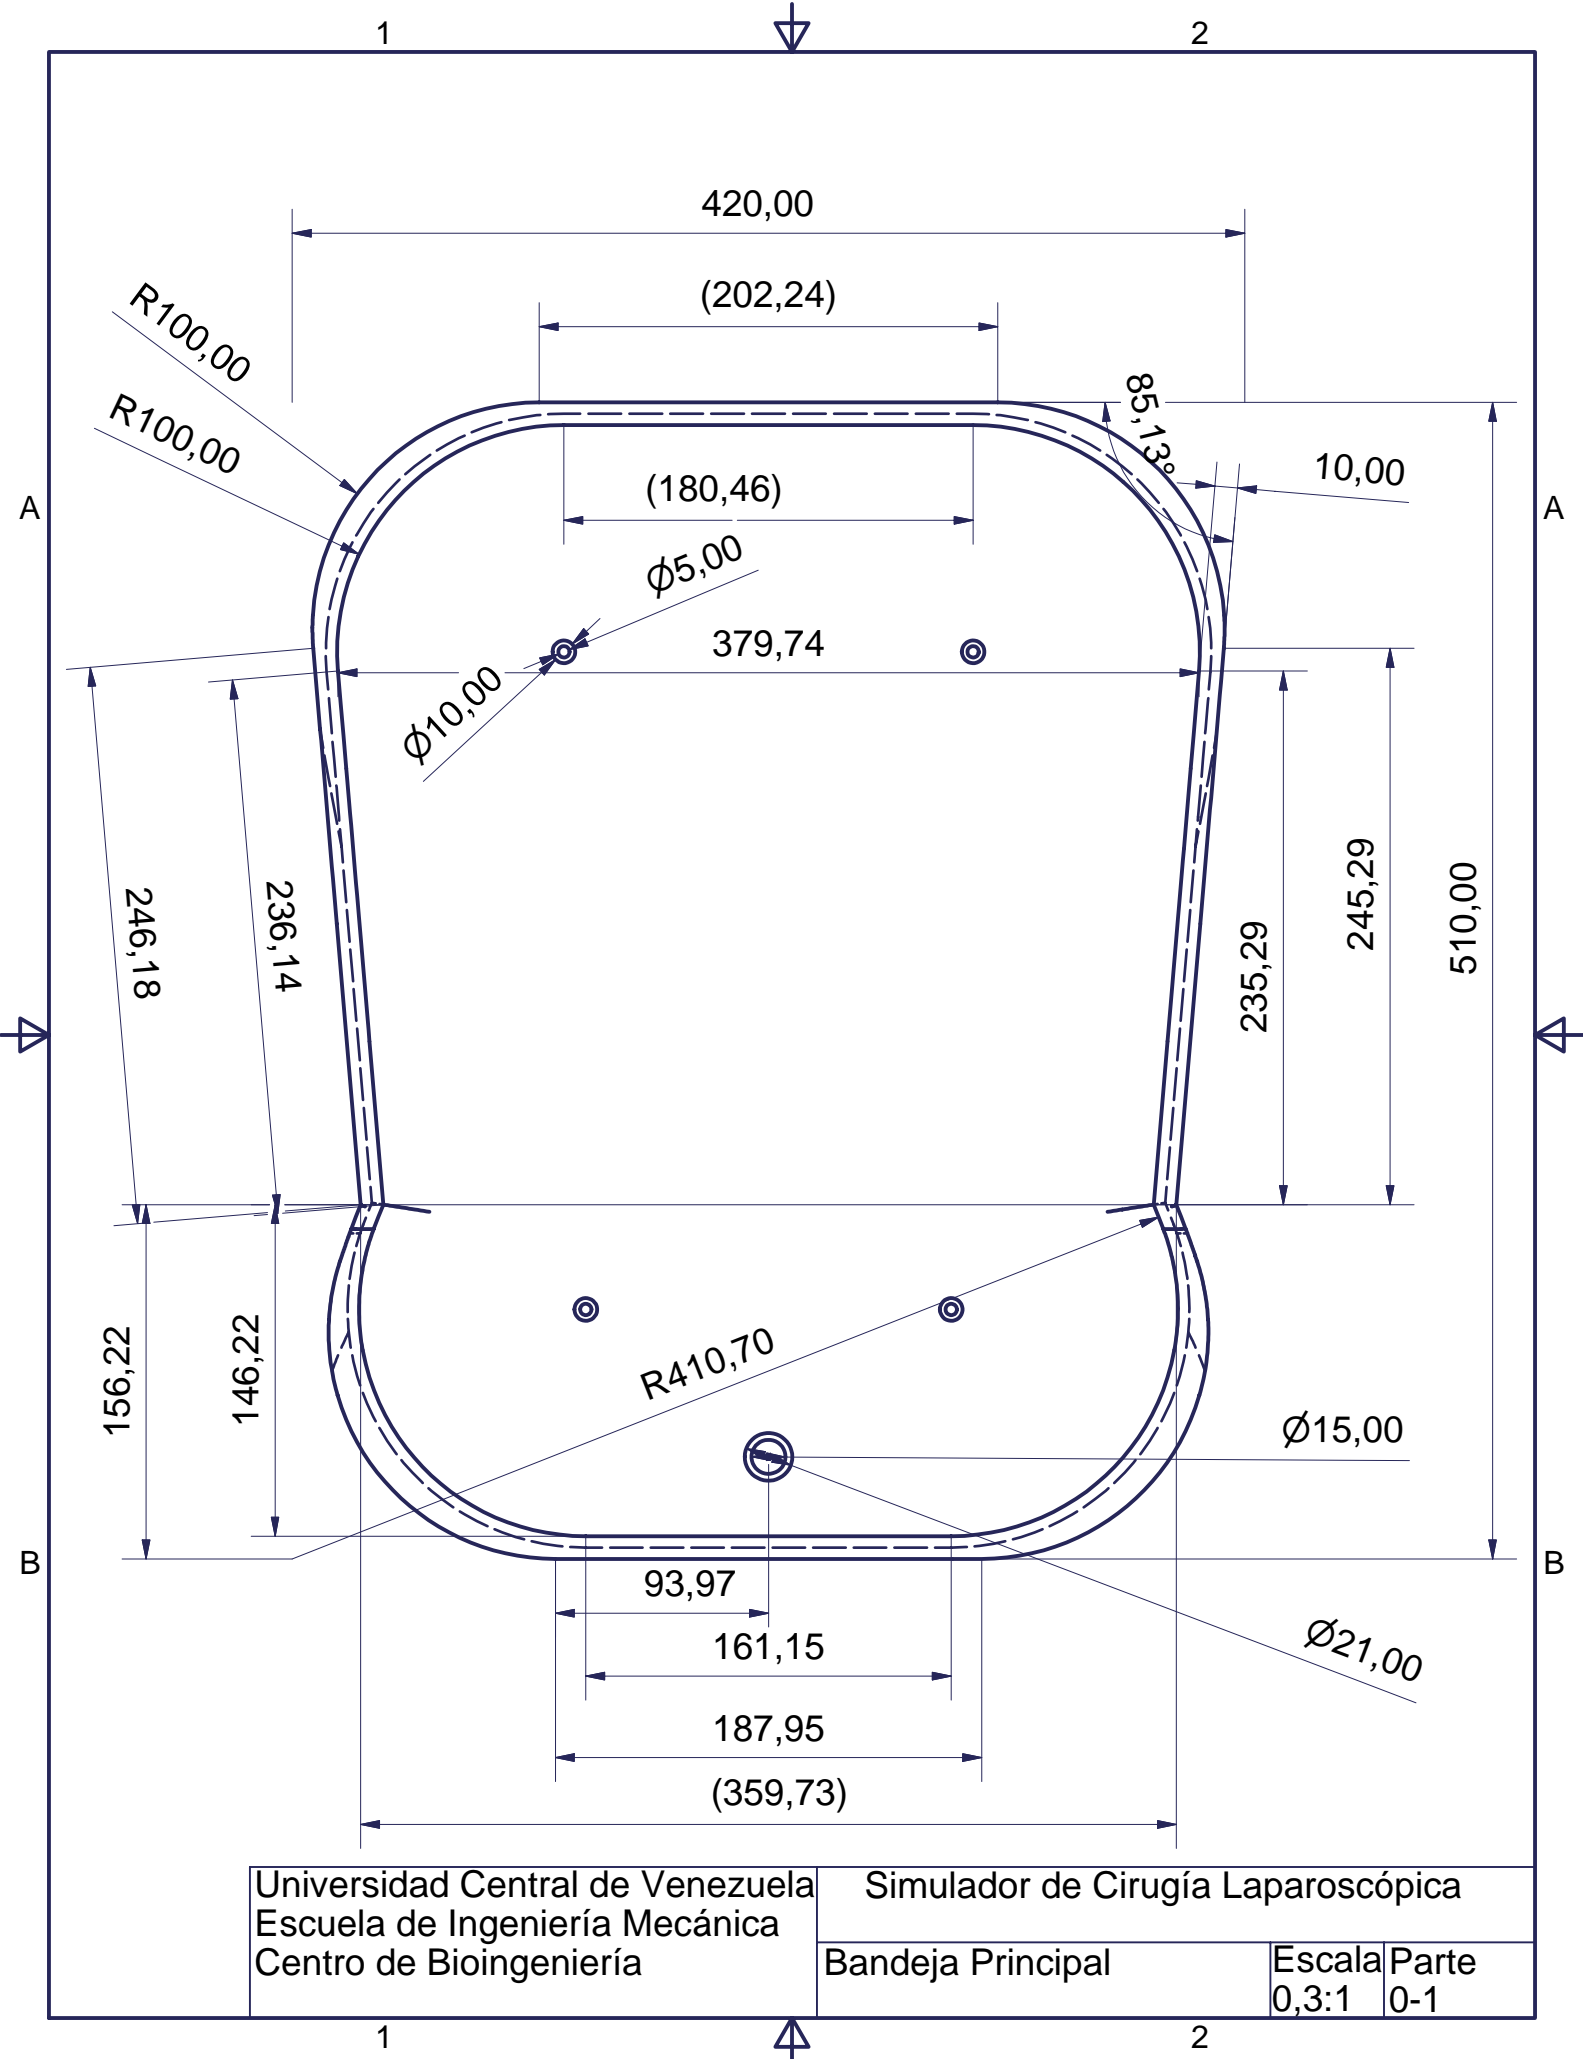 1
2
420,00
(202,24)
R100,00
R100,00
85,13°
10,00
A
A
(180,46)
Ø5,00
379,74
Ø10,00
246,18
236,14
235,29
245,29
510,00
156,22
146,22
R410,70
Ø15,00
B
B
93,97
Ø21,00
161,15
187,95
(359,73)
Universidad Central de Venezuela
Escuela de Ingeniería Mecánica
Centro de Bioingeniería
Simulador de Cirugía Laparoscópica
Bandeja Principal
Escala
0,3:1
Parte
0-1
1
2